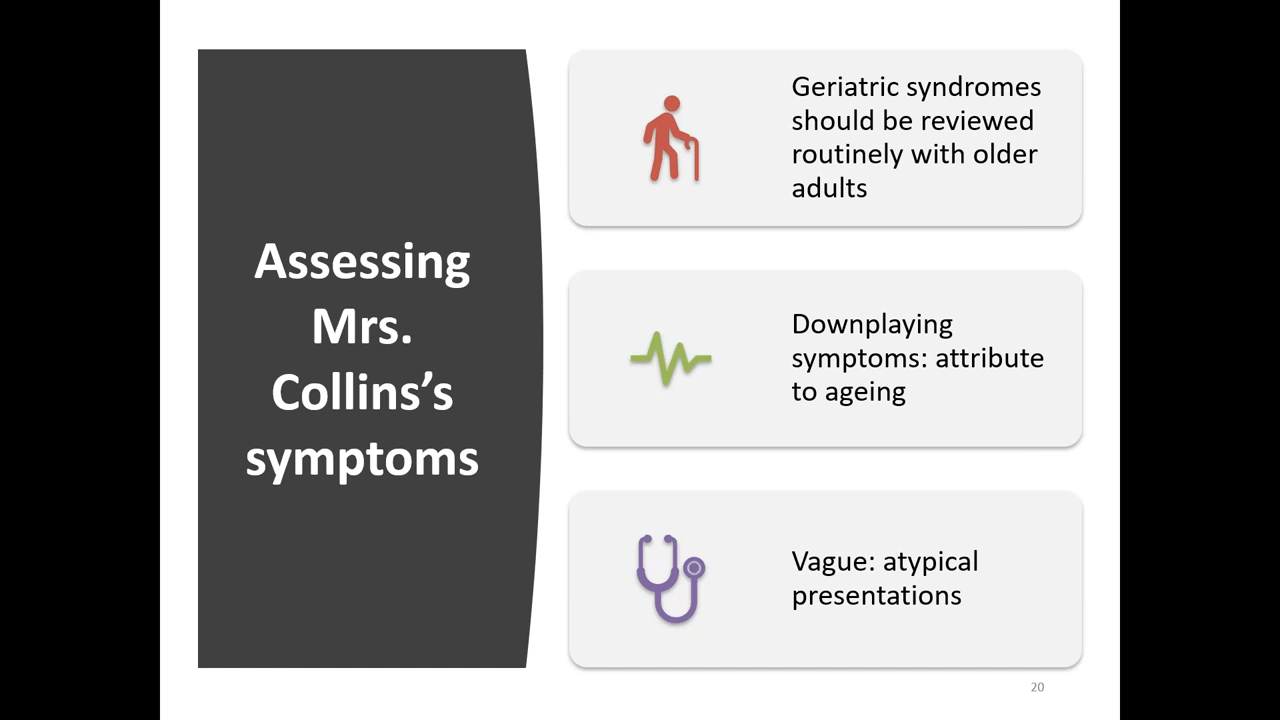 Assessing
Mrs.
Collins’s
symptoms
Geriatric syndromes
should be reviewed
routinely with older
adults
Downplaying
symptoms: attribute
to ageing
Vague: atypical
presentations
20